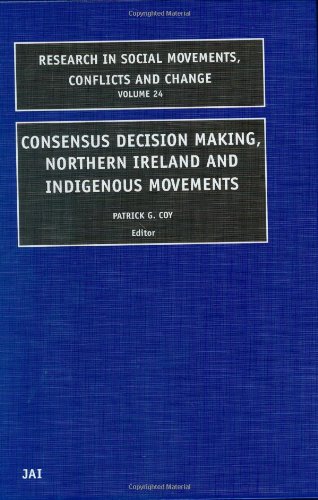 RESEARCH IN SOCIAL MOVEMENTS,
CONFLICTS AND CHANGE
VOLUME 24
CONSENSUS DECISION MAKING,
NORTHERN IRELAND AND
INDIGENOUS MOVEMENTS
PATRICK G. COY
Editor
JAI